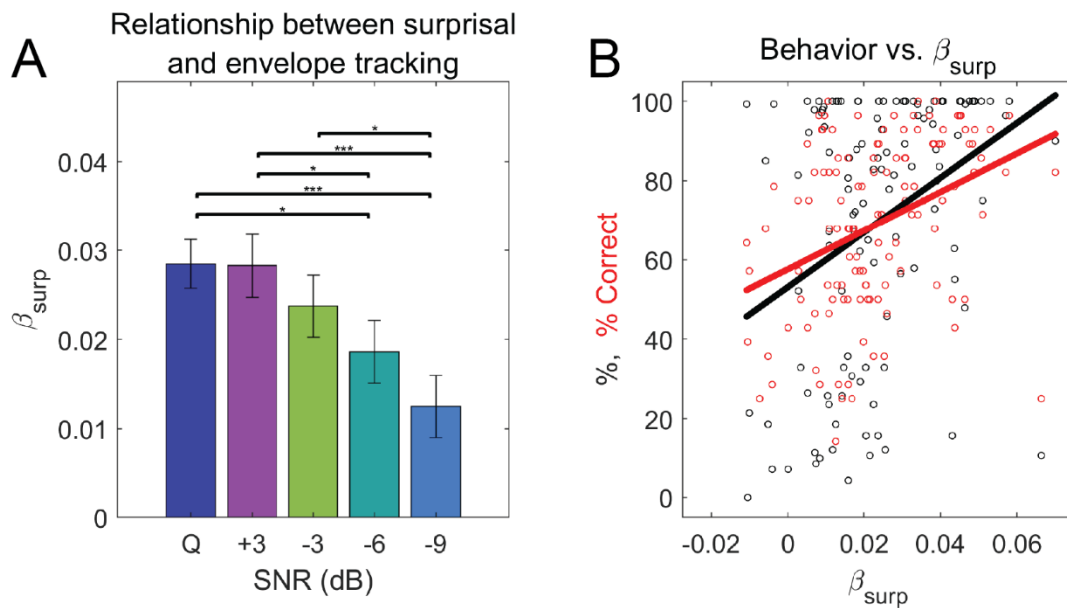 A
Relationship between surprisal
and envelope tracking
*
***
*
***
*
0.04
0.03
0.02
0.01
0
βsurp
Q +3 -3 -6 -9
SNR (dB)
B
Behavior vs. βsurp
100
80
60
40
20
0
%, % Correct
-0.02 0 0.02 0.04 0.06
βsurp